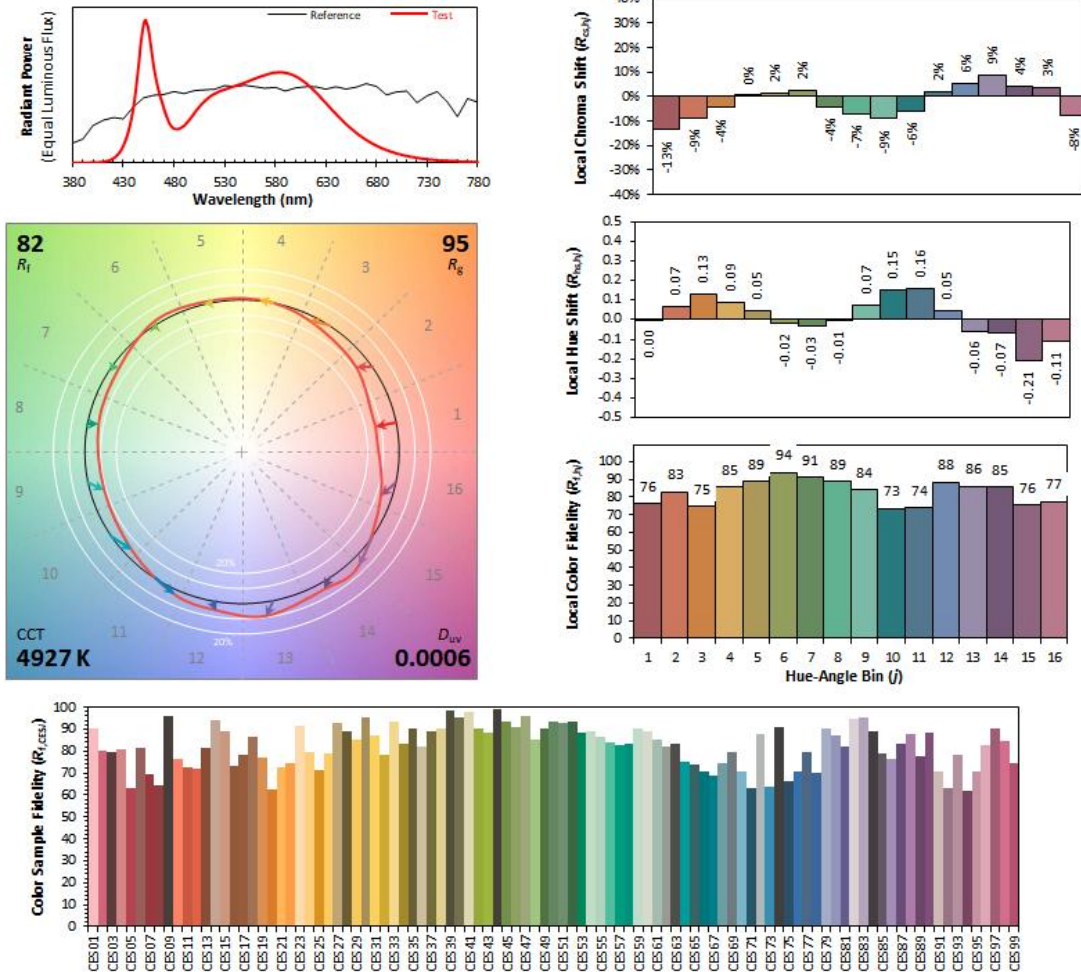 Radiant Power
(Equal Luminous Flux)
Reference
Test
380 430 480 530 580 630 680 730 780
Wavelength (nm)
Local Chroma Shift (Rcs,hj)
40%
30%
20%
10%
0%
-10%
-20%
-30%
-40%
-13%
-9%
-4%
0%
2%
2%
-4%
-7%
-9%
-6%
2%
6%
9%
4%
3%
-8%
82
Rf
95
Rg
5
4
6
3
7
2
8
1
9
16
10
15
11
14
12
13
20%
20%
CCT
4927 K
Duv
0.0006
Local Hue Shift (Rhs,hj)
0.5
0.4
0.3
0.2
0.1
0.0
-0.1
-0.2
-0.3
-0.4
-0.5
0.00
0.07
0.13
0.09
0.05
-0.02
-0.03
-0.01
0.07
0.15
0.16
0.05
-0.06
-0.07
-0.21
-0.11
Local Color Fidelity (Rf,hj)
100
90
80
70
60
50
40
30
20
10
0
76 83 75 85 89 94 91 89 84 73 74 88 86 85 76 77
1 2 3 4 5 6 7 8 9 10 11 12 13 14 15 16
Hue-Angle Bin (j)
Color Sample Fidelity (Rf,CESi)
100
90
80
70
60
50
40
30
20
10
0
CES01
CES03
CES05
CES07
CES09
CES11
CES13
CES15
CES17
CES19
CES21
CES23
CES25
CES27
CES29
CES31
CES33
CES35
CES37
CES39
CES41
CES43
CES45
CES47
CES49
CES51
CES53
CES55
CES57
CES59
CES61
CES63
CES65
CES67
CES69
CES71
CES73
CES75
CES77
CES79
CES81
CES83
CES85
CES87
CES89
CES91
CES93
CES95
CES97
CES99